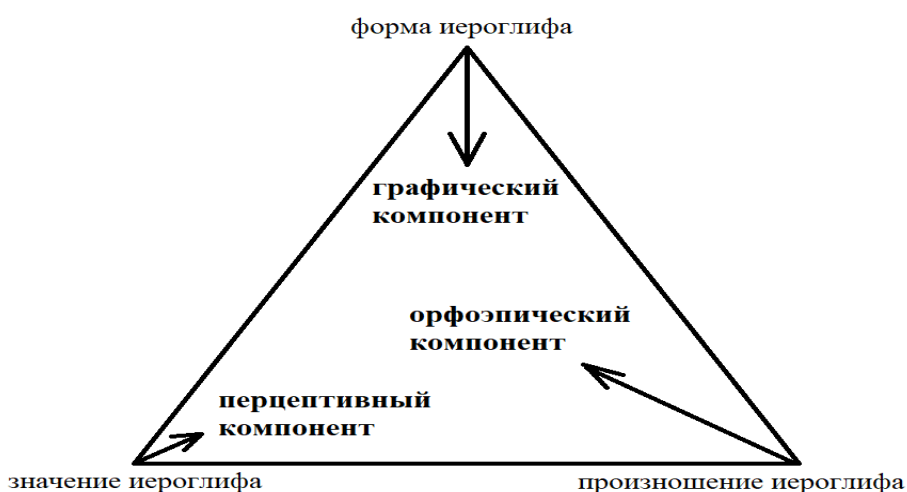 форма иероглифа
графический
компонент
орфоэпический
компонент
перцептивный
компонент
значение иероглифа
произношение иероглифа